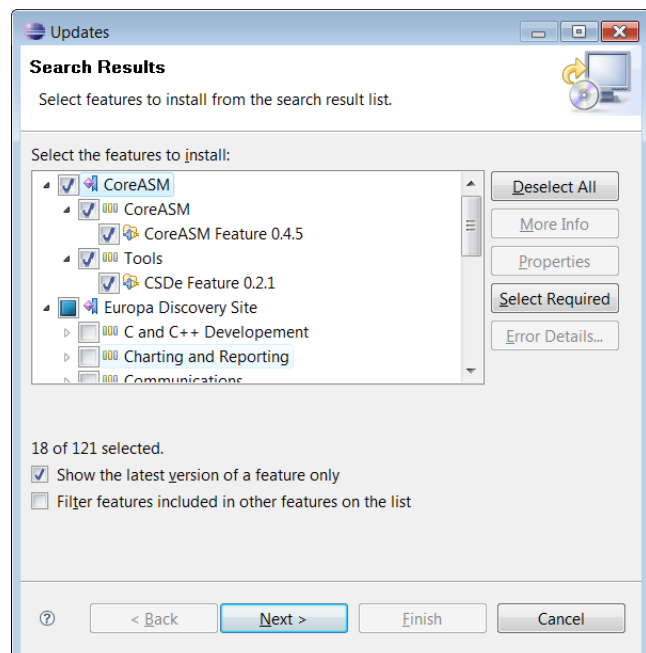 Updates
Search Results
Select features to install from the search result list.
Select the features to install:
CoreASM
CoreASM
CoreASM Feature 0.4.5
Tools
CSDe Feature 0.2.1
Europa Discovery Site
C and C++ Developement
Charting and Reporting
Communications
Deselect All
More Info
Properties
Select Required
Error Details...
18 of 121 selected.
Show the latest version of a feature only
Filter features included in other features on the list
?
< Back
Next >
Finish
Cancel